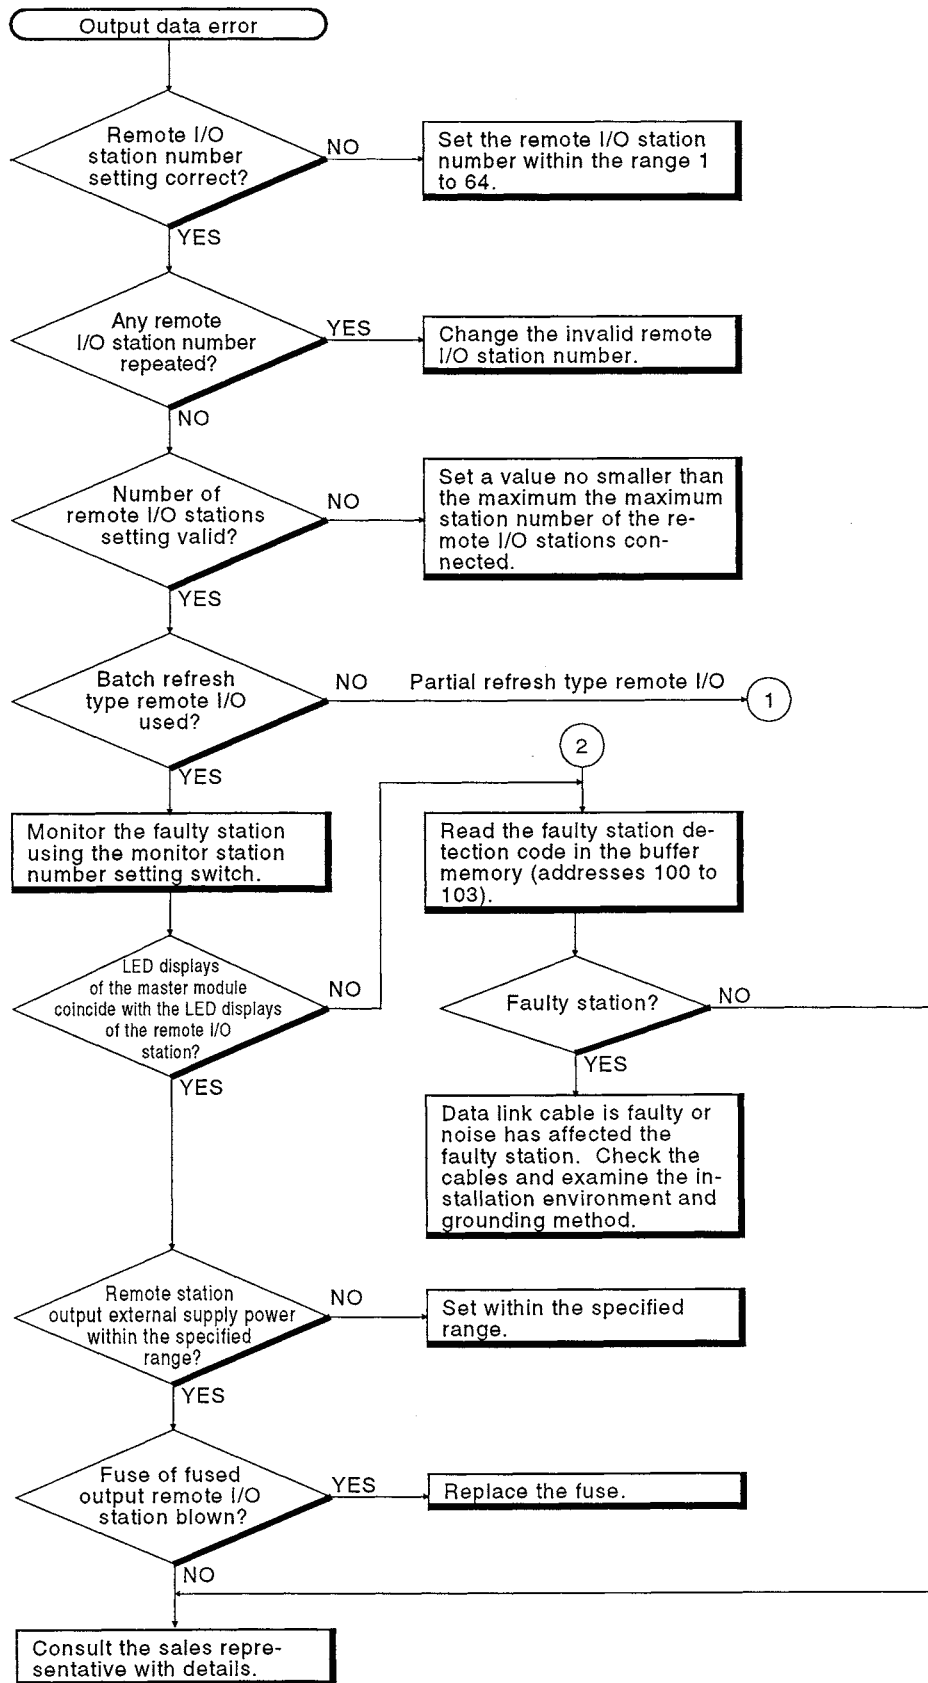 Output data error
Remote I/O
station number
setting correct?
NO
Set the remote I/O station
number within the range 1
to 64.
YES
Any remote
I/O station number
repeated?
YES
Change the invalid remote
I/O station number.
NO
Number of
remote I/O stations
setting valid?
NO
Set a value no smaller than
the maximum the maximum
station number of the re-
mote I/O stations con-
nected.
YES
Batch refresh
type remote I/O
used?
NO Partial refresh type remote I/O
1
YES
2
Monitor the faulty station
using the monitor station
number setting switch.
Read the faulty station de-
tection code in the buffer
memory (addresses 100 to
103).
LED displays
of the master module
coincide with the LED displays
of the remote I/O
station?
NO
YES
Faulty station?
NO
YES
Data link cable is faulty or
noise has affected the
faulty station. Check the
cables and examine the in-
stallation environment and
grounding method.
Remote station
output external supply power
within the specified
range?
NO
Set within the specified
range.
YES
Fuse of fused
output remote I/O
station blown?
YES
Replace the fuse.
NO
Consult the sales repre-
sentative with details.